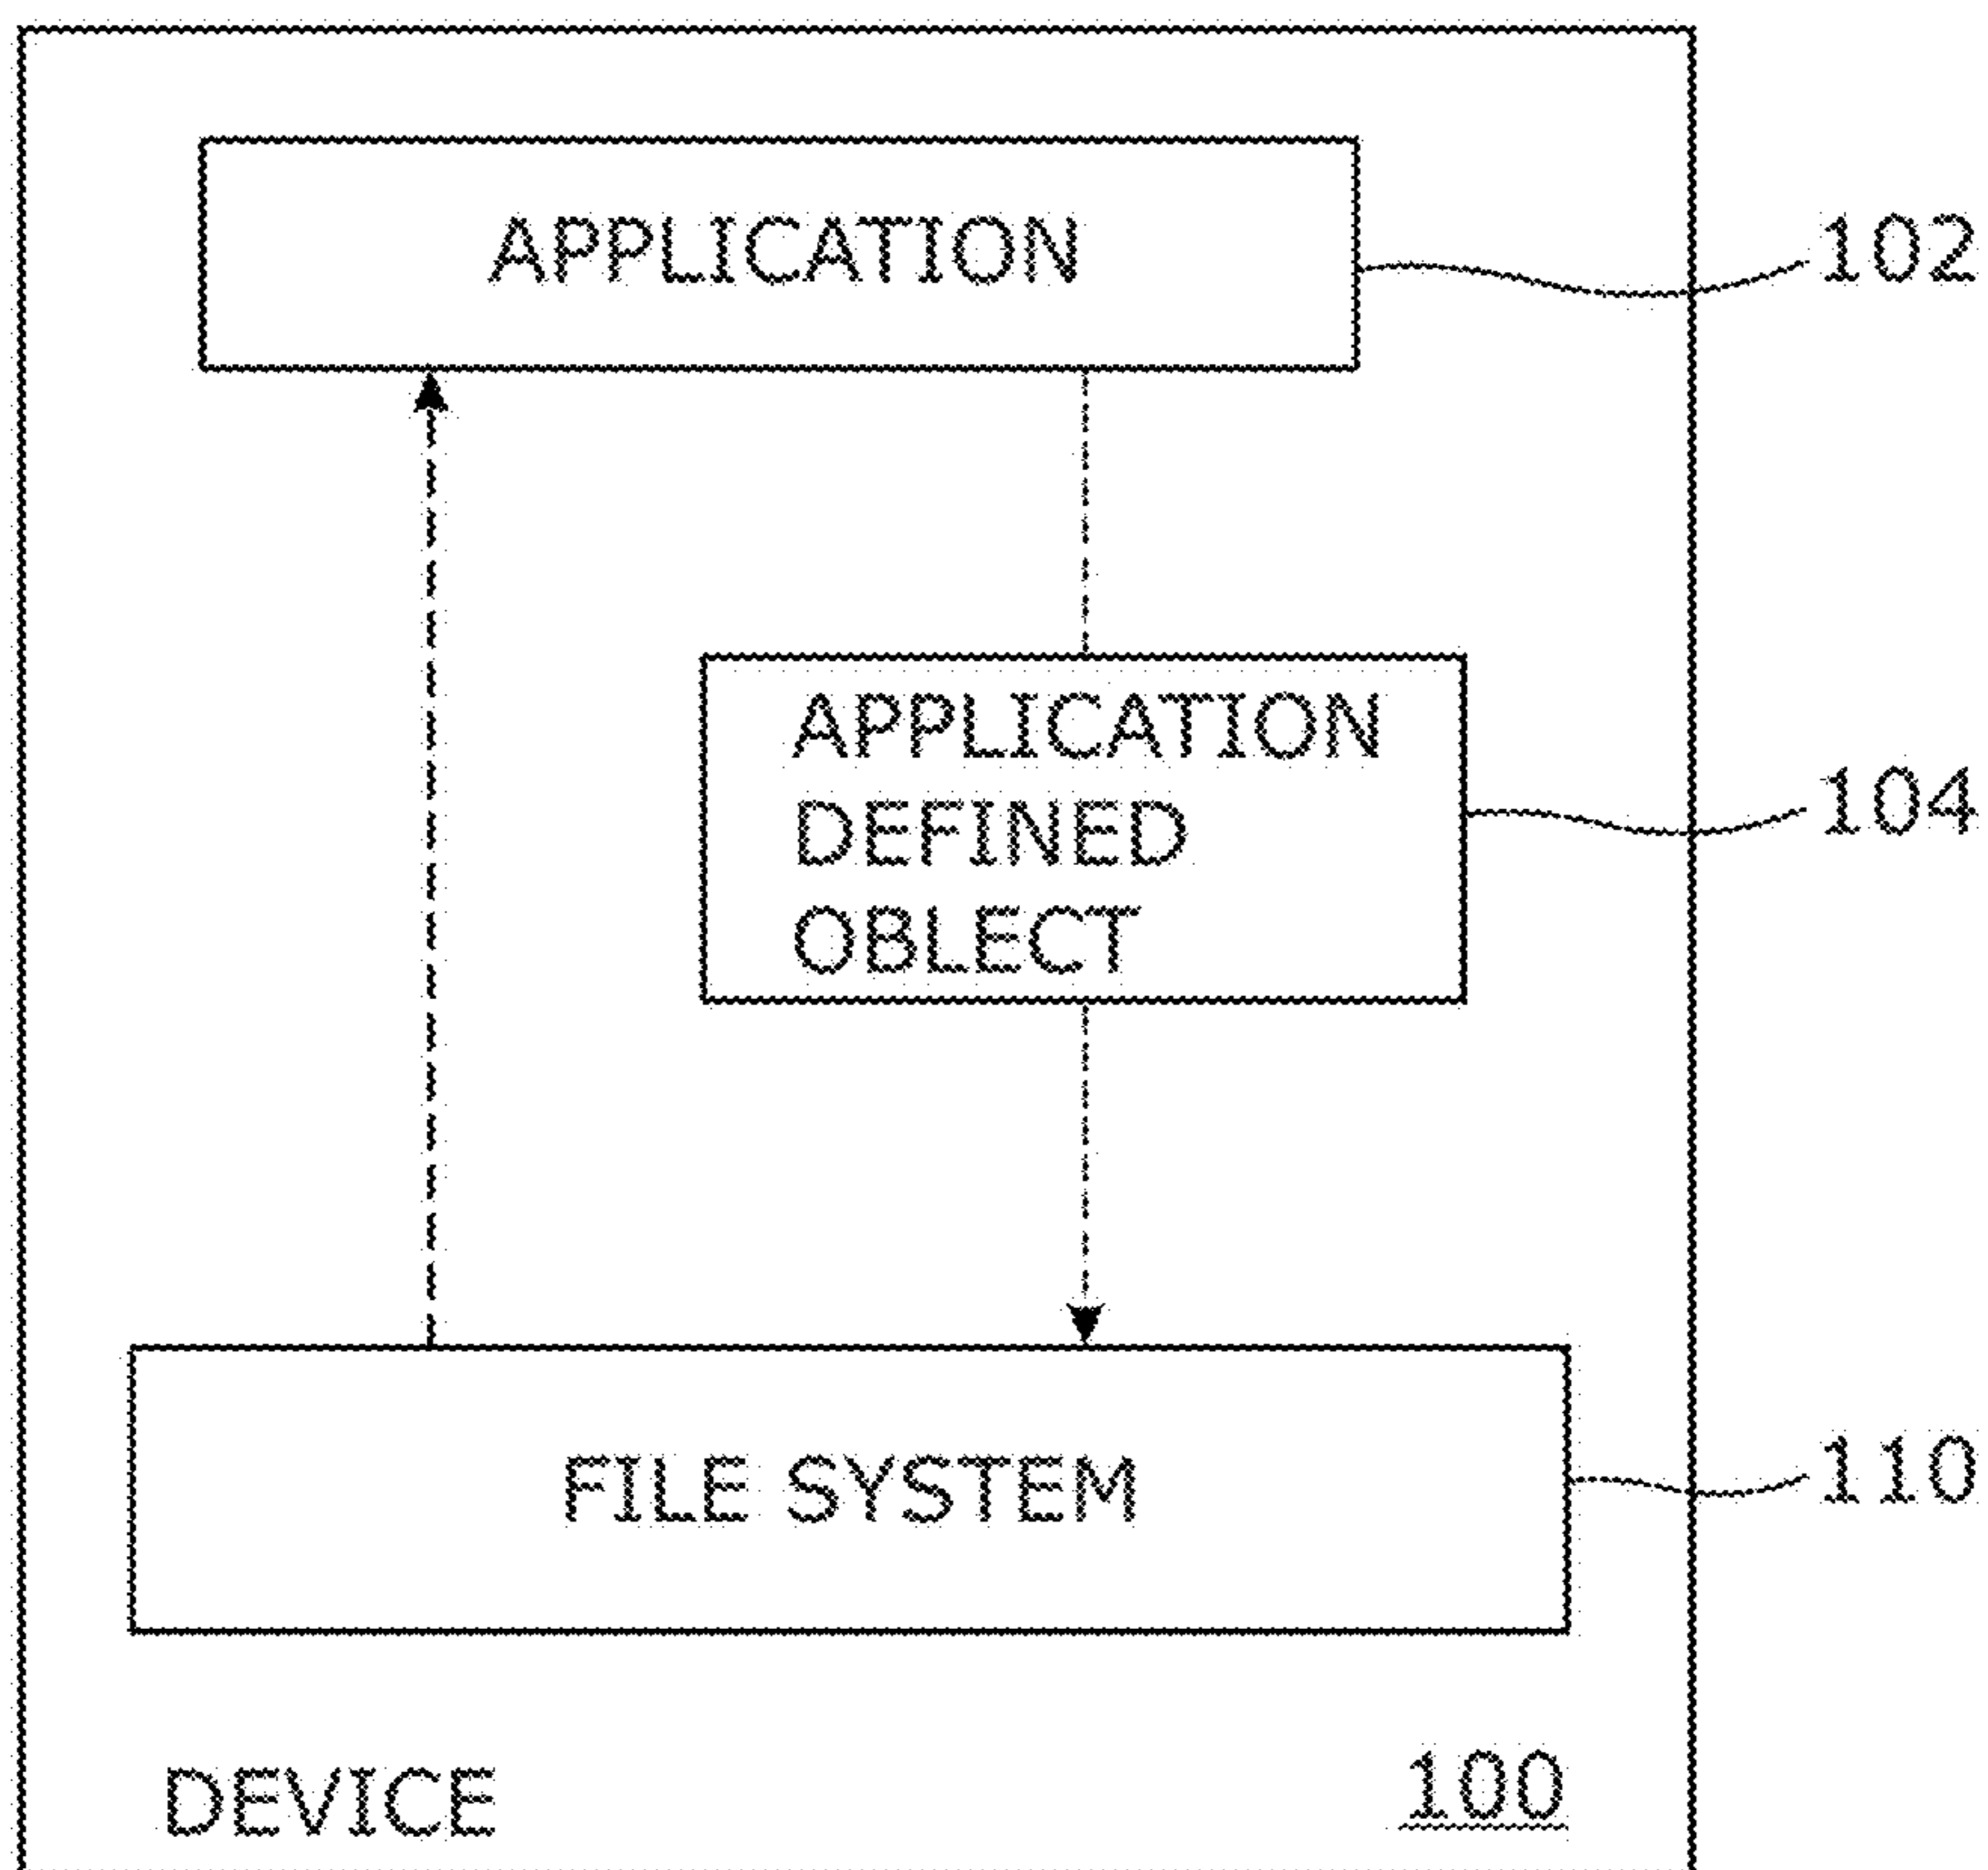 APPLICATION
102
APPLICATION
DEFINED
OBLECT
104
FILE SYSTEM
110
DEVICE
100